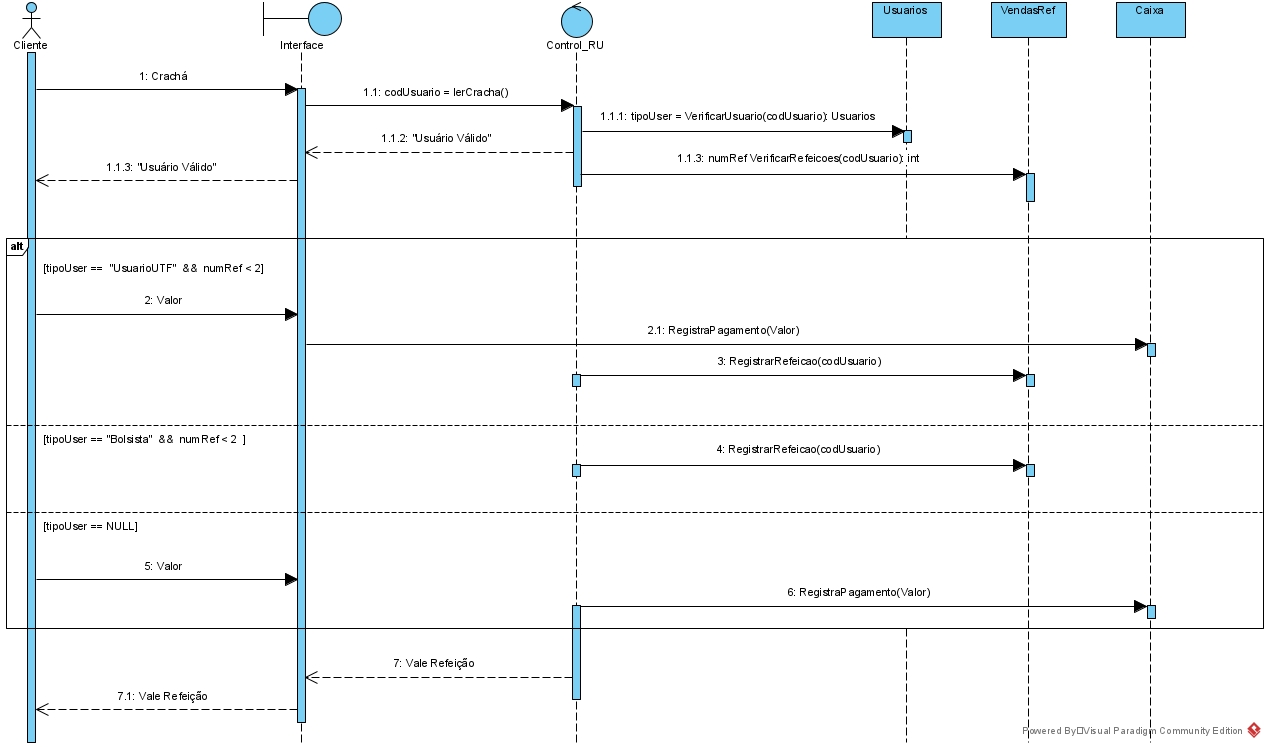 Cliente
Interface
Control_RU
Usuarios
VendasRef
Caixa
1: Crachá
1.1: codUsuario = lerCracha()
1.1.1: tipoUser = VerificarUsuario(codUsuario): Usuarios
1.1.2: "Usuário Válido"
1.1.3: numRef VerificarRefeicoes(codUsuario): int
1.1.3: "Usuário Válido"
alt
[tipoUser == "UsuarioUTF" && numRef < 2]
2: Valor
2.1: RegistraPagamento(Valor)
3: RegistrarRefeicao(codUsuario)
[tipoUser == "Bolsista" && numRef < 2 ]
4: RegistrarRefeicao(codUsuario)
[tipoUser == NULL]
5: Valor
6: RegistraPagamento(Valor)
7: Vale Refeição
7.1: Vale Refeição
Powered By Visual Paradigm Community Edition